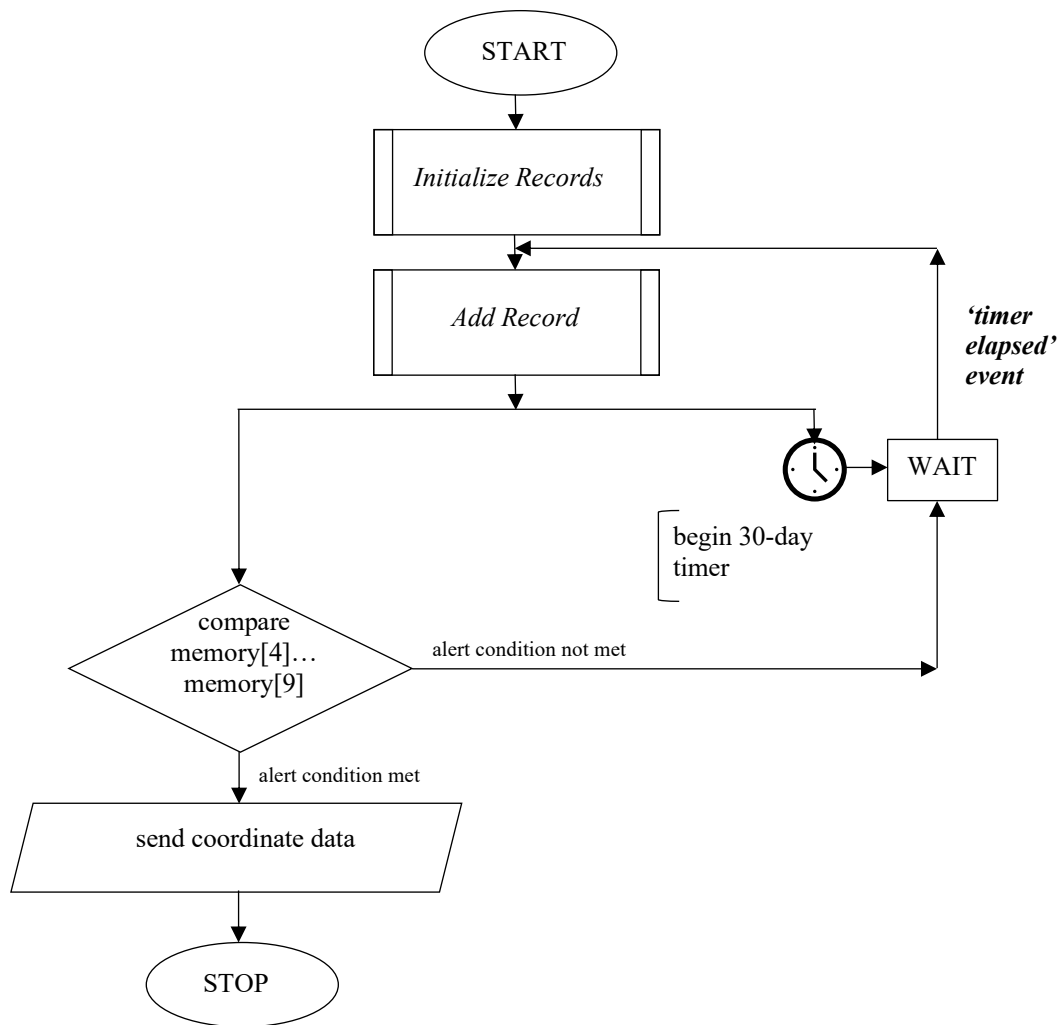 START
Initialize Records
Add Record
‘timer
elapsed’
event
WAIT
begin 30-day
timer
compare
memory[4]…
memory[9]
alert condition not met
alert condition met
send coordinate data
STOP